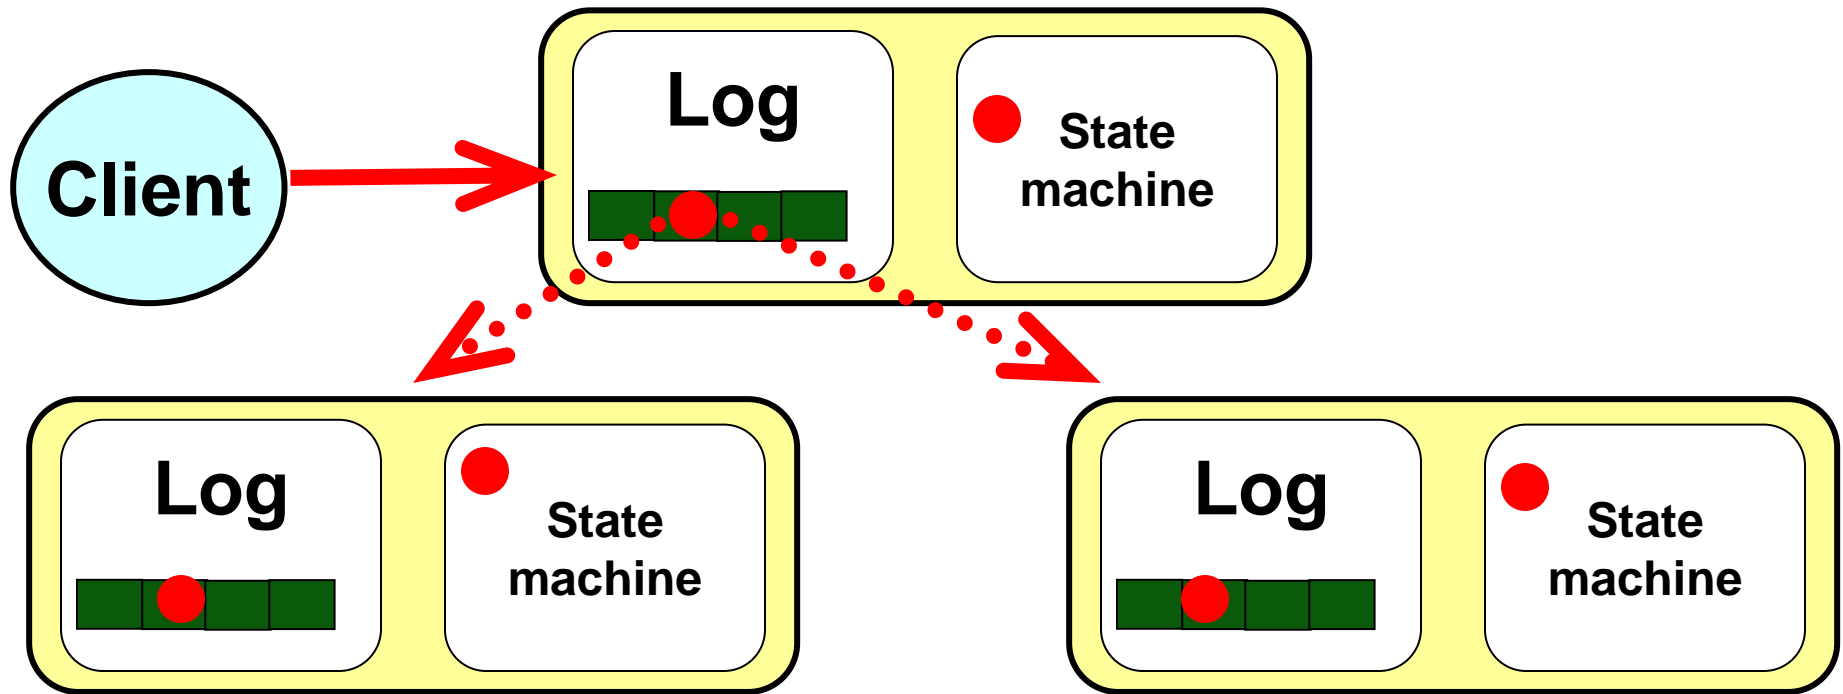 Client
Log
State
machine
Log
State
machine
Log
State
machine